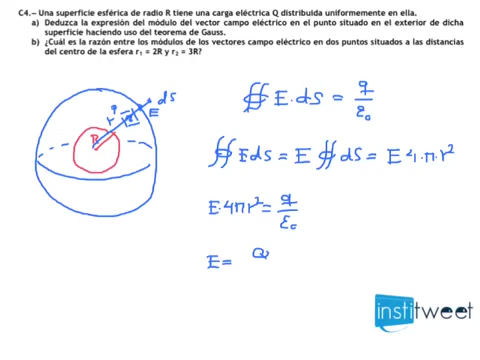 C4.- Una superficie esférica de radio R tiene una carga eléctrica Q distribuida uniformemente en ella.
a) Deduzca la expresión del módulo del vector campo eléctrico en el punto situado en el exterior de dicha
superficie haciendo uso del teorema de Gauss.
b) ¿Cuál es la razón entre los módulos de los vectores campo eléctrico en dos puntos situados a las distancias
del centro de la esfera r₁ = 2R y r₂ = 3R?
dS
E
r
R
∯ E·dS = q/ε₀
∯ E dS = E ∯ dS = E 4·π·r²
E·4πr² = q/ε₀
E = Q
institweet